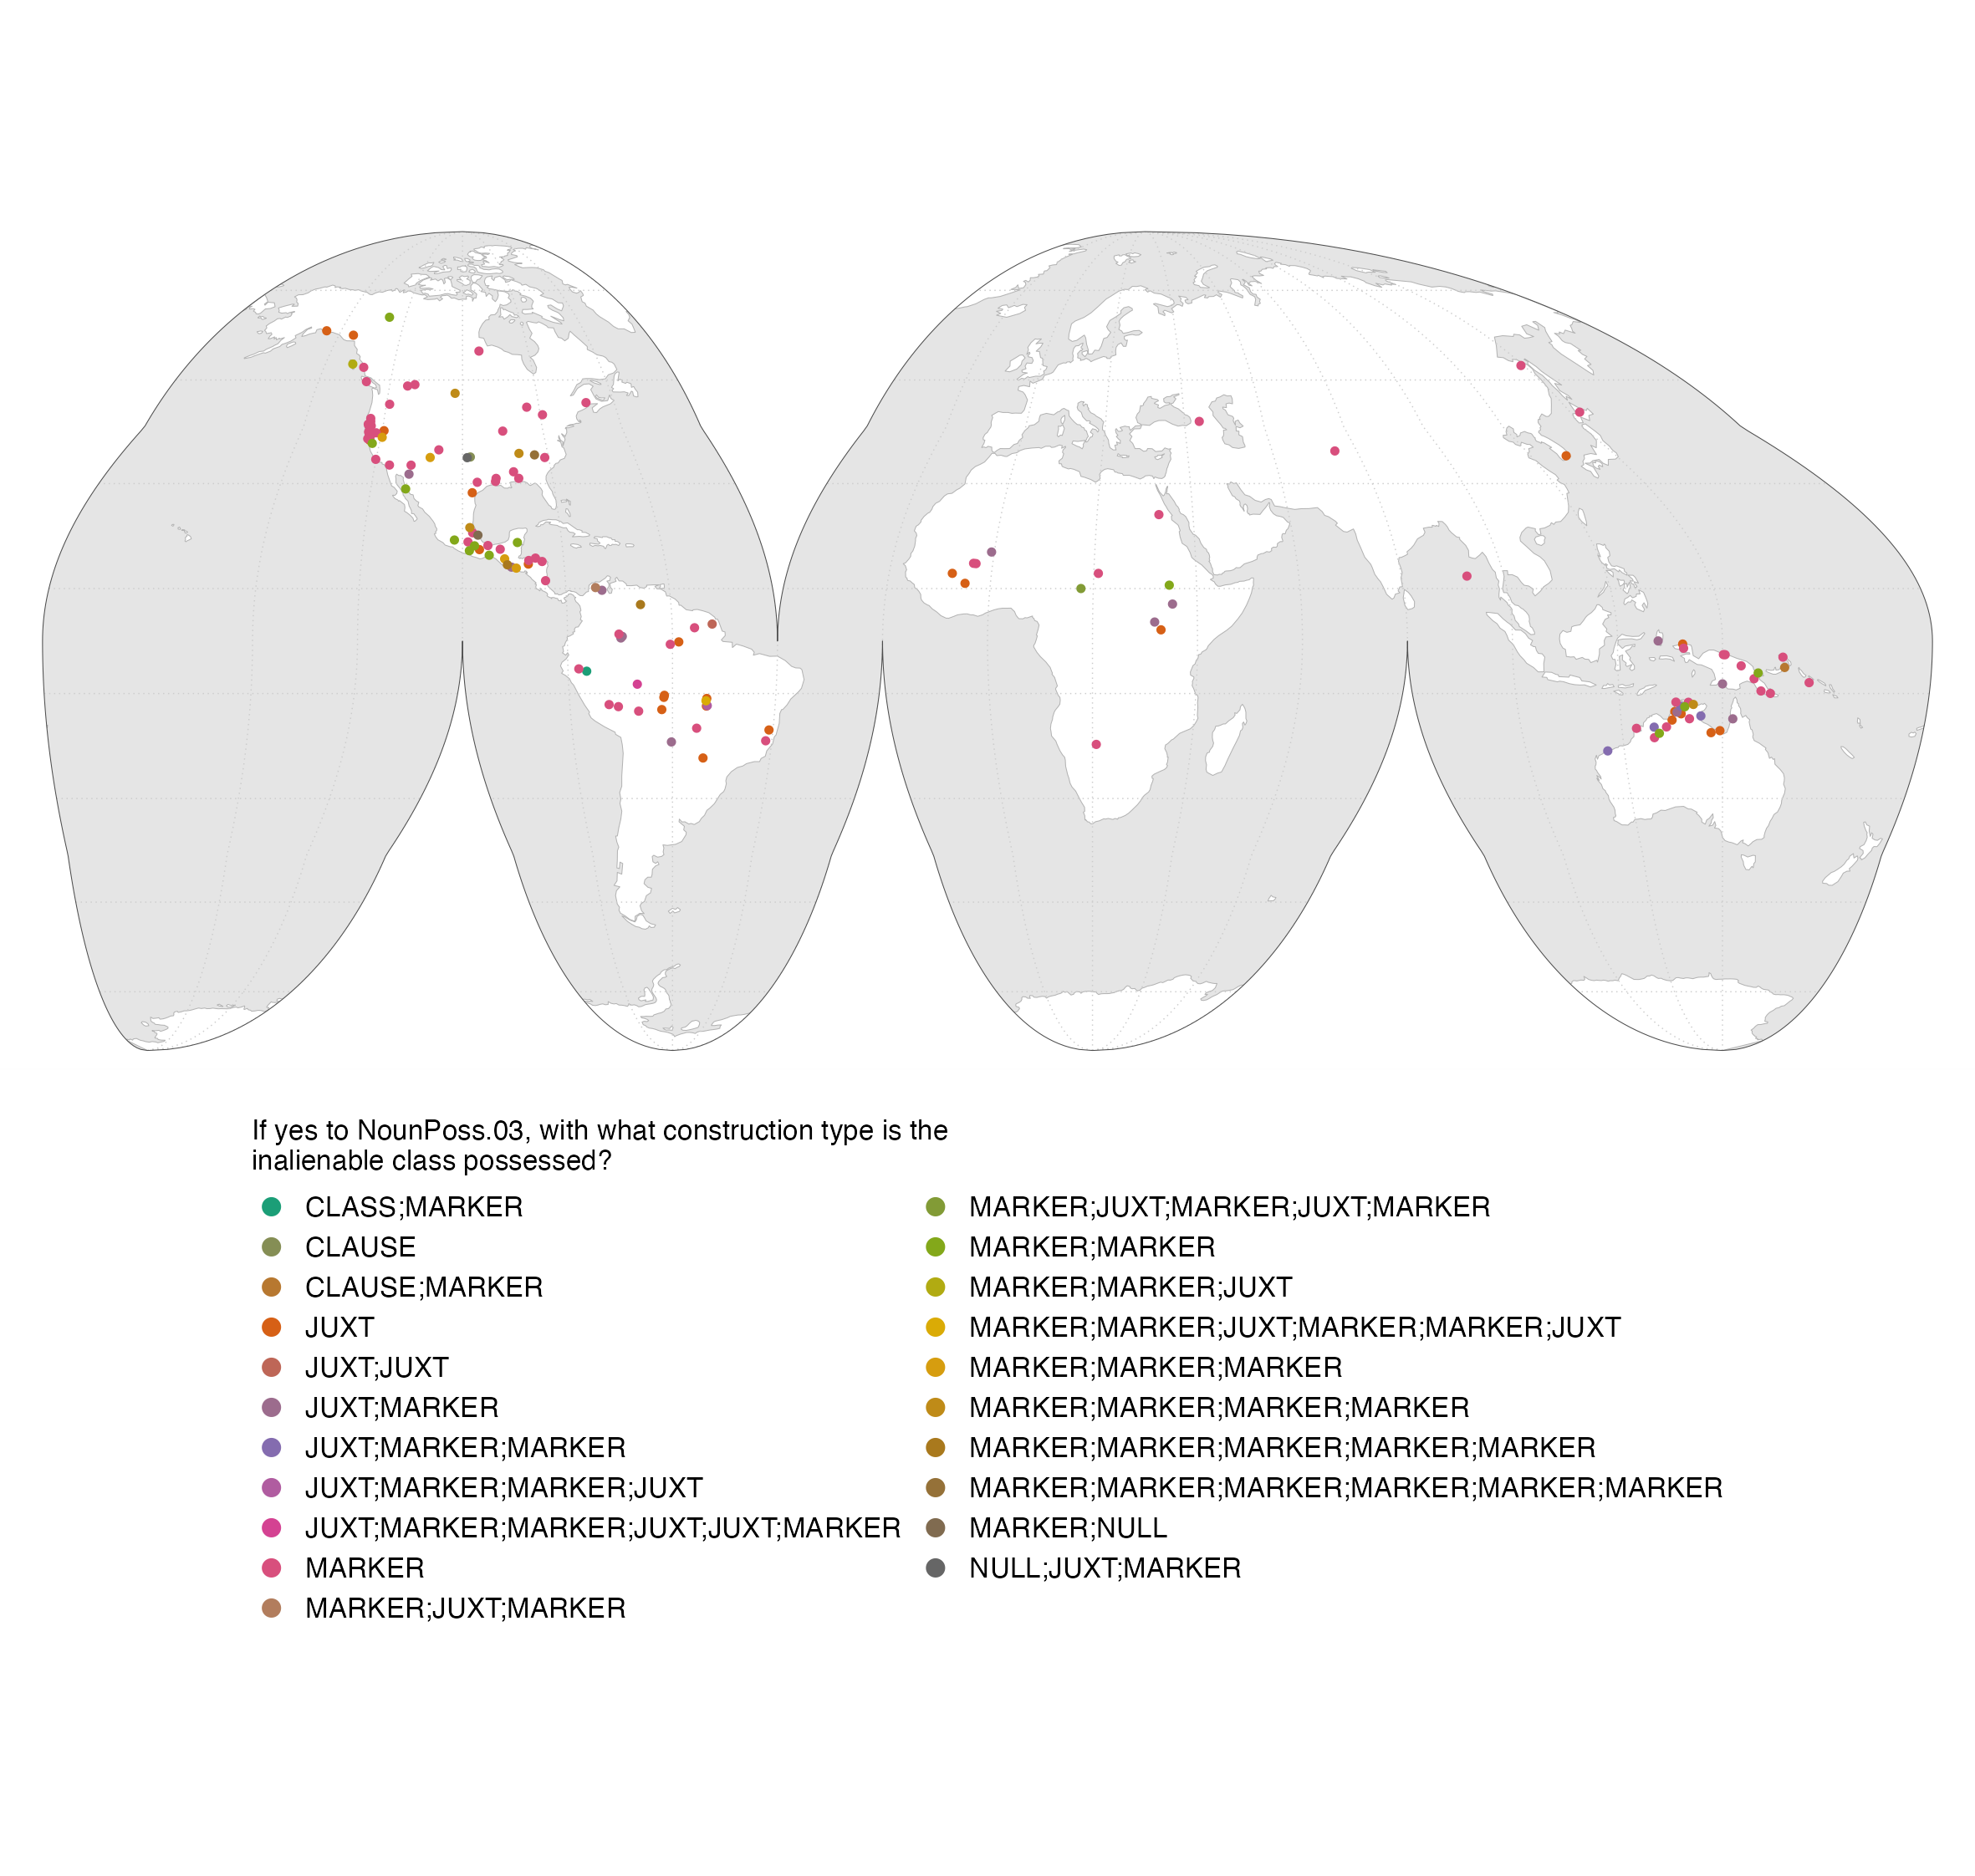 If yes to NounPoss.03, with what construction type is the
inalienable class possessed?
CLASS;MARKER
CLAUSE
CLAUSE;MARKER
JUXT
JUXT;JUXT
JUXT;MARKER
JUXT;MARKER;MARKER
JUXT;MARKER;MARKER;JUXT
JUXT;MARKER;MARKER;JUXT;JUXT;MARKER
MARKER
MARKER;JUXT;MARKER
MARKER;JUXT;MARKER;JUXT;MARKER
MARKER;MARKER
MARKER;MARKER;JUXT
MARKER;MARKER;JUXT;MARKER;MARKER;JUXT
MARKER;MARKER;MARKER
MARKER;MARKER;MARKER;MARKER
MARKER;MARKER;MARKER;MARKER;MARKER
MARKER;MARKER;MARKER;MARKER;MARKER;MARKER
MARKER;NULL
NULL;JUXT;MARKER